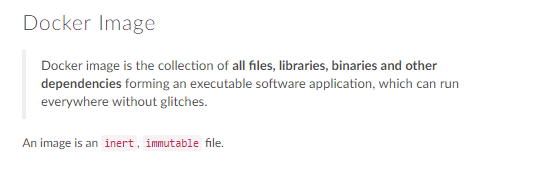 Docker Image
Docker image is the collection of all files, libraries, binaries and other
dependencies forming an executable software application, which can run
everywhere without glitches.
An image is an inert, immutable file.